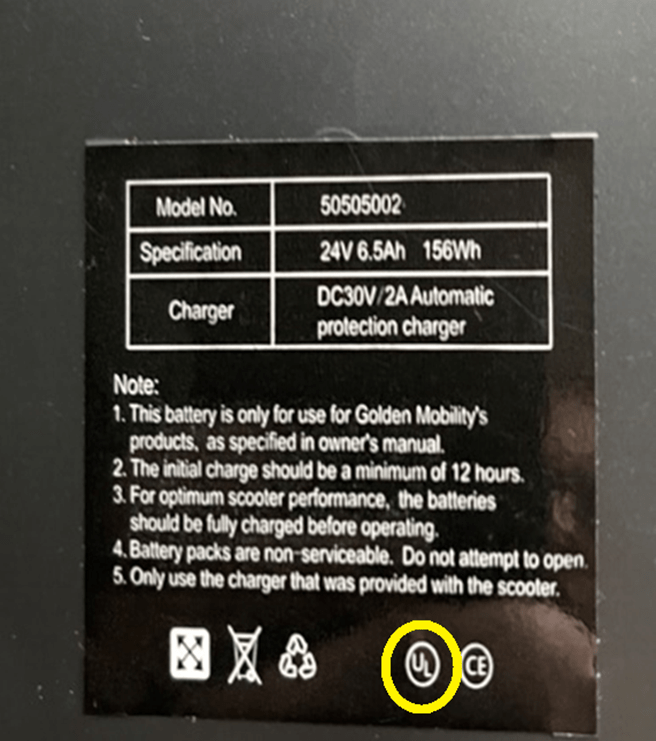 Model No. 50505002
Specification 24V 6.5Ah 156Wh
Charger DC30V/2A Automatic
protection charger
Note:
1. This battery is only for use for Golden Mobility's
products, as specified in owner's manual.
2. The initial charge should be a minimum of 12 hours.
3. For optimum scooter performance, the batteries
should be fully charged before operating.
4. Battery packs are non-serviceable. Do not attempt to open.
5. Only use the charger that was provided with the scooter.
UL CE